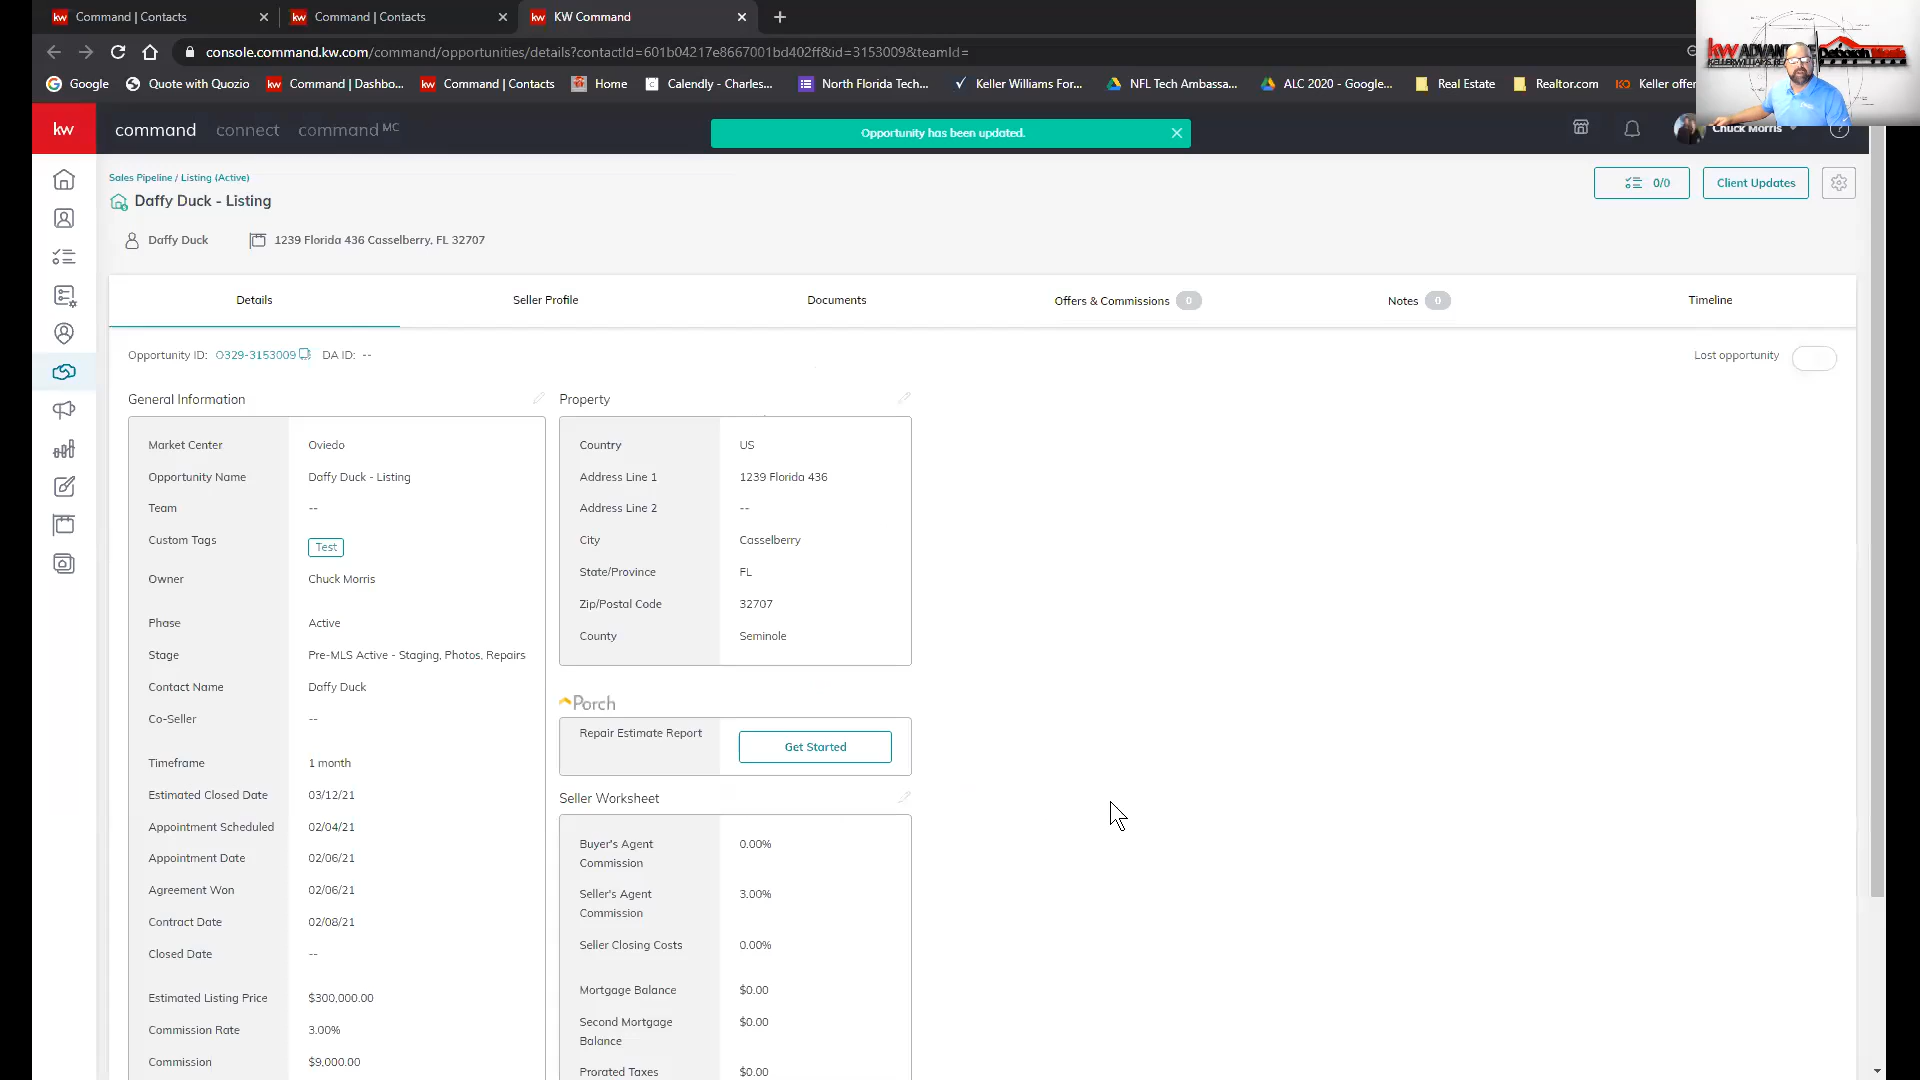 Command | Contacts
Command | Contacts
KW Command
console.command.kw.com/command/opportunities/details?contactId=601b04217e8667001bd402ff&id=3153009&teamId=
Google
Quote with Quozio
Command | Dashbo...
Command | Contacts
Home
Calendly - Charles...
North Florida Tech...
Keller Williams For...
NFL Tech Ambassa...
ALC 2020 - Google...
Real Estate
Realtor.com
Keller offer
kw ADVANTAGE
kw
command
connect
command MC
Opportunity has been updated.
Chuck Morris
Sales Pipeline / Listing (Active)
Daffy Duck - Listing
0/0
Client Updates
Daffy Duck
1239 Florida 436 Casselberry, FL 32707
Details
Seller Profile
Documents
Offers & Commissions 0
Notes 0
Timeline
Opportunity ID: O329-3153009
DA ID: --
Lost opportunity
General Information
Market Center Oviedo
Opportunity Name Daffy Duck - Listing
Team --
Custom Tags Test
Owner Chuck Morris
Phase Active
Stage Pre-MLS Active - Staging, Photos, Repairs
Contact Name Daffy Duck
Co-Seller --
Timeframe 1 month
Estimated Closed Date 03/12/21
Appointment Scheduled 02/04/21
Appointment Date 02/06/21
Agreement Won 02/06/21
Contract Date 02/08/21
Closed Date --
Estimated Listing Price $300,000.00
Commission Rate 3.00%
Commission $9,000.00
Property
Country US
Address Line 1 1239 Florida 436
Address Line 2 --
City Casselberry
State/Province FL
Zip/Postal Code 32707
County Seminole
Porch
Repair Estimate Report Get Started
Seller Worksheet
Buyer's Agent
Commission 0.00%
Seller's Agent
Commission 3.00%
Seller Closing Costs 0.00%
Mortgage Balance $0.00
Second Mortgage
Balance $0.00
Prorated Taxes $0.00